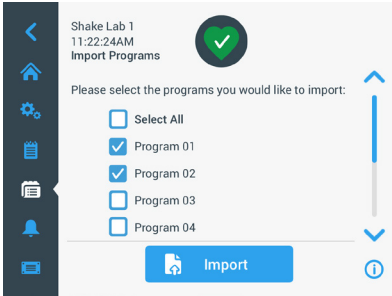 Shake Lab 1
11:22:24AM
Import Programs
Please select the programs you would like to import:
Select All
Program 01
Program 02
Program 03
Program 04
Import